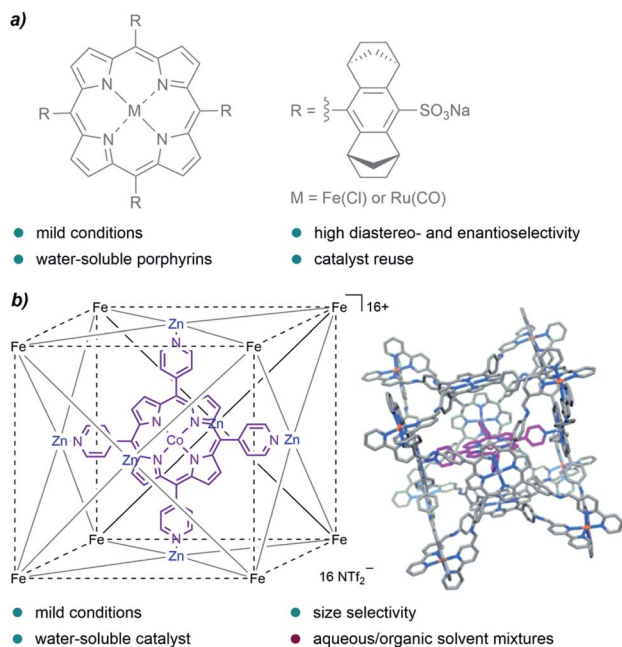 a)
R
N
N
R
M
R
N
N
R
R =
SO₃Na
M = Fe(Cl) or Ru(CO)
mild conditions
high diastereo- and enantioselectivity
water-soluble porphyrins
catalyst reuse
b)
Fe
Fe
16+
Zn
Fe
Fe
N
N
N
Zn
Zn
N
Co
N
Zn
Zn
N
N
N
Fe
Fe
Zn
Fe
Fe
16 NTf₂⁻
mild conditions
size selectivity
water-soluble catalyst
aqueous/organic solvent mixtures